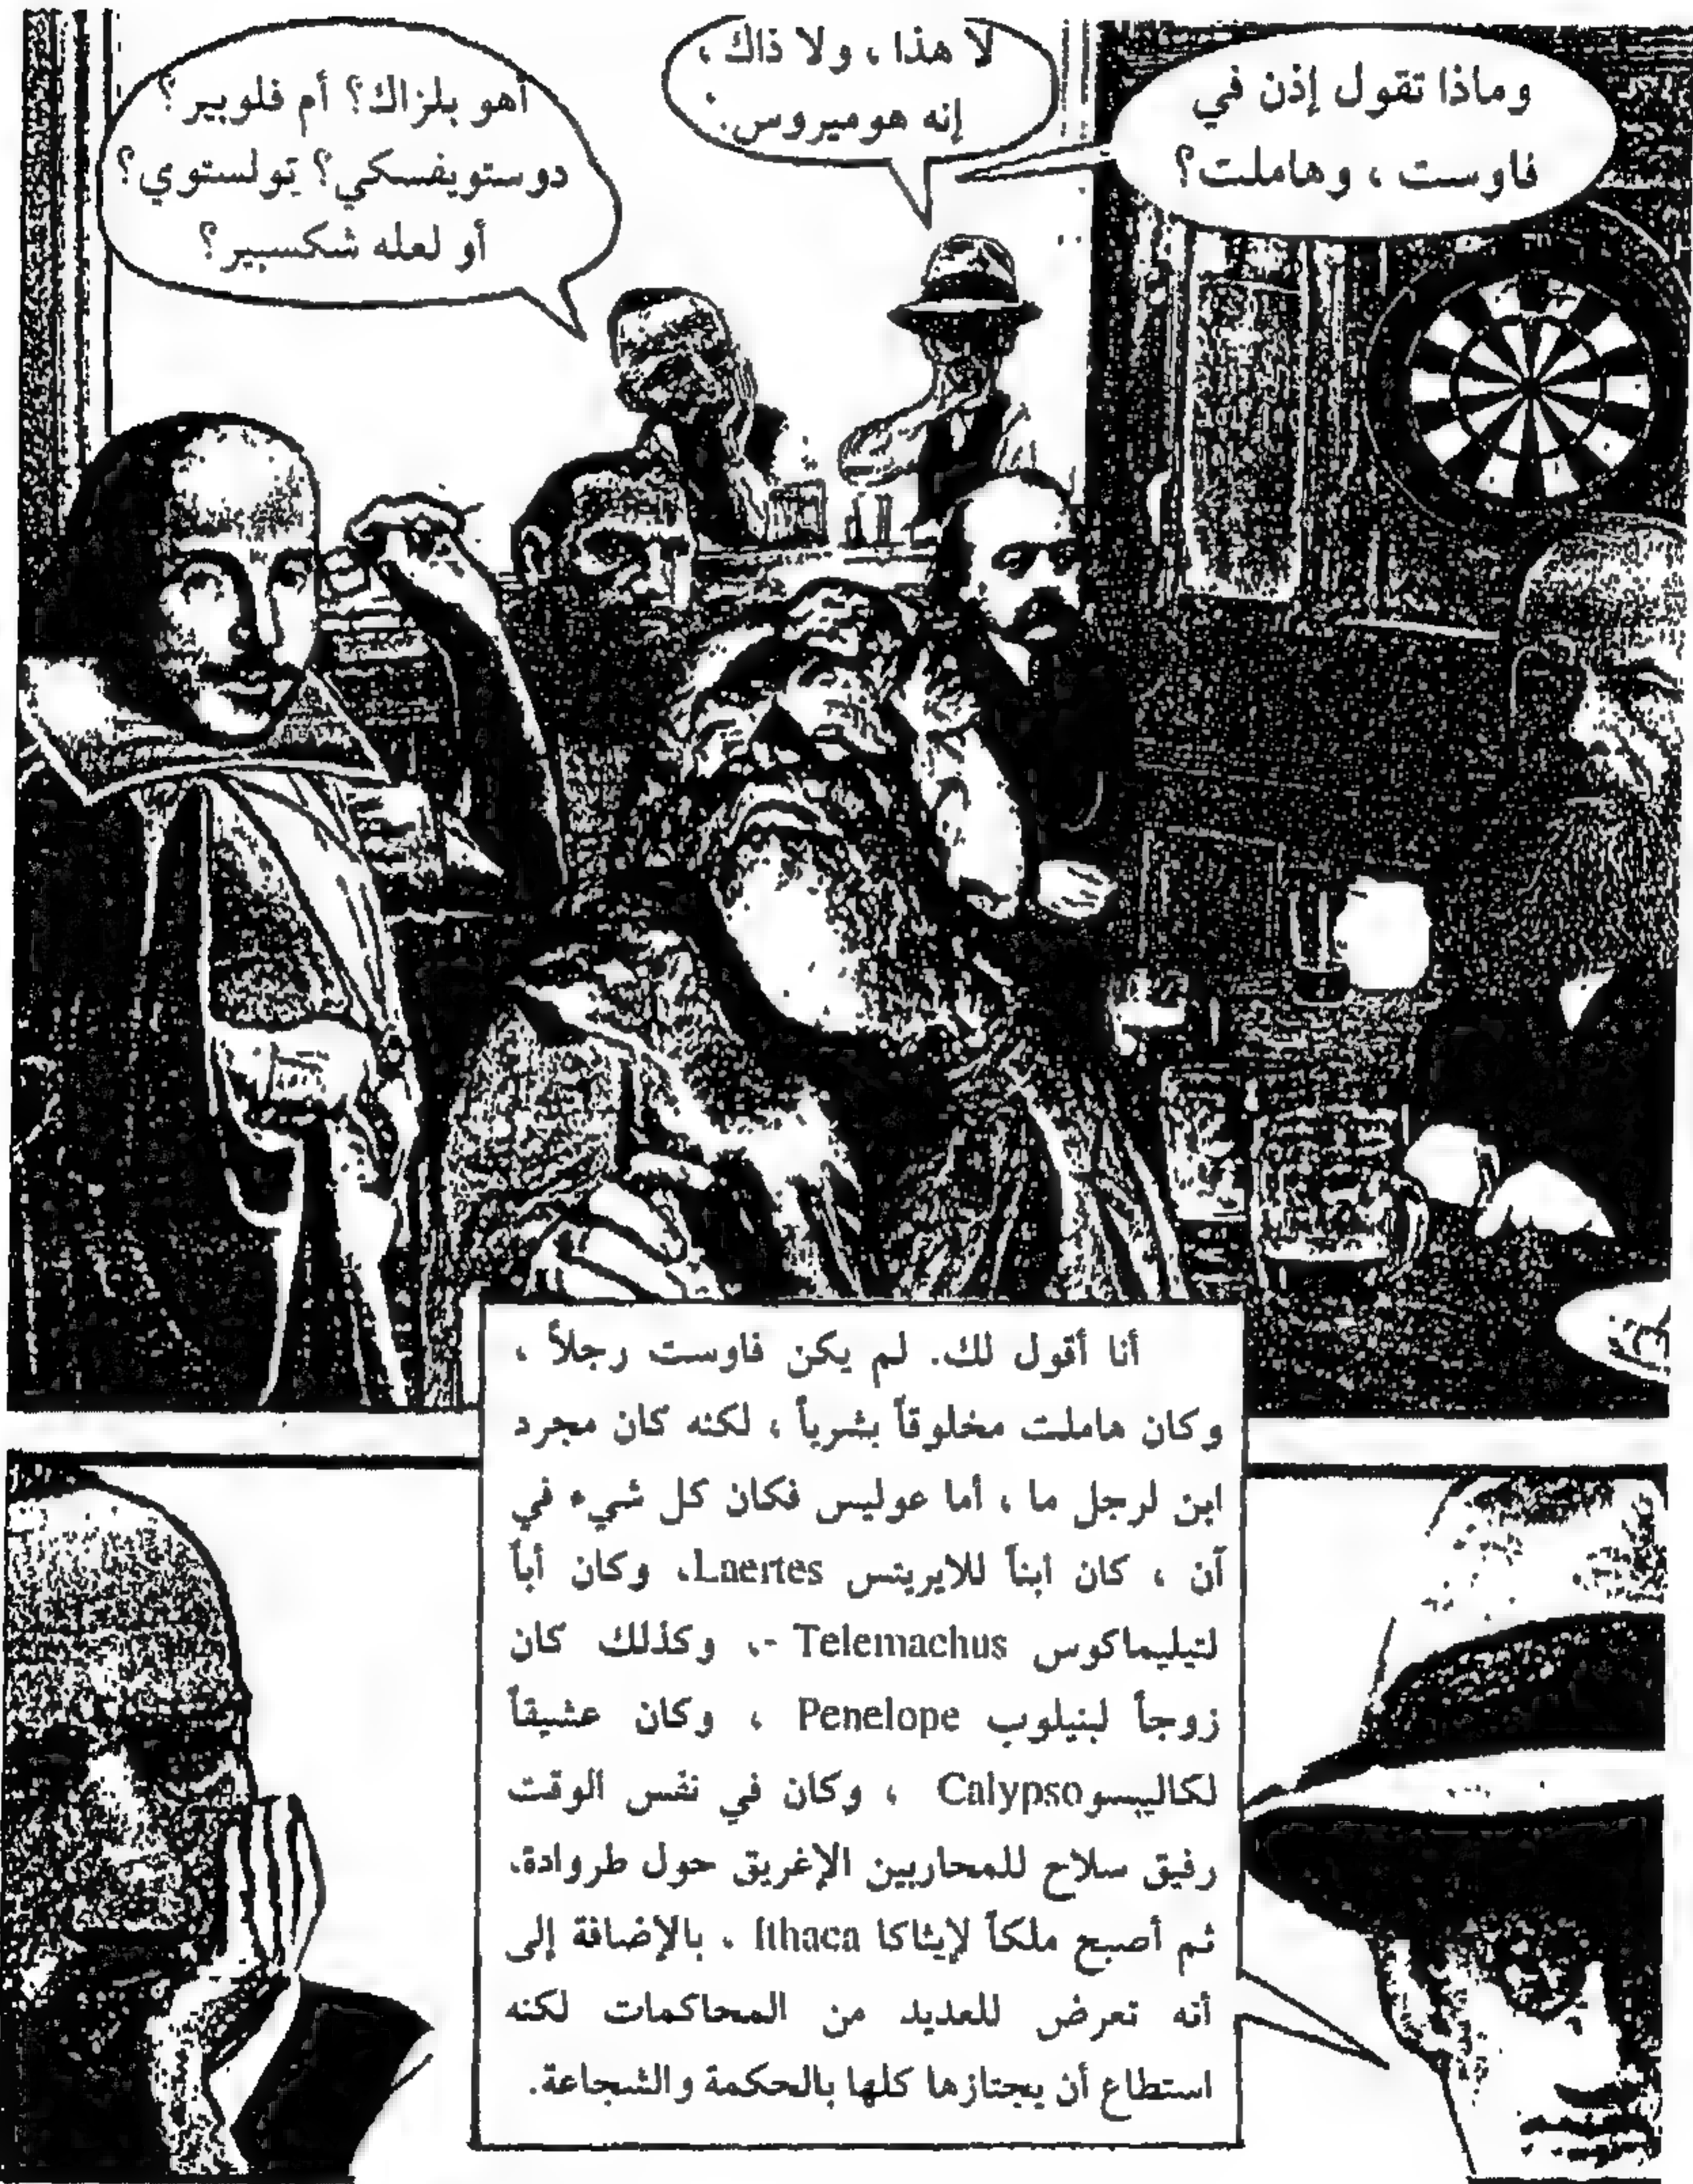 أهو بلزاك؟ أم فلوبير؟
دوستويفسكي؟ تولستوي؟
أو لعله شكسبير؟
لا هذا ، ولا ذاك ،
إنه هوميروس.
وماذا تقول إذن في
فاوست ، وهاملت؟
أنا أقول لك. لم يكن فاوست رجلاً ،
وكان هاملت مخلوقاً بشرياً ، لكنه كان مجرد
ابن لرجل ما ، أما عوليس فكان كل شيء في
آن ، كان ابناً للايريتس Laertes، وكان أباً
لتيليماكوس Telemachus -، وكذلك كان
زوجاً لبنيلوب Penelope ، وكان عشيقاً
لكاليبسو Calypso ، وكان في نفس الوقت
رفيق سلاح للمحاربين الإغريق حول طروادة،
ثم أصبح ملكاً لإيثاكا Ithaca ، بالإضافة إلى
أنه تعرض للعديد من المحاكمات لكنه
استطاع أن يجتازها كلها بالحكمة والشجاعة.